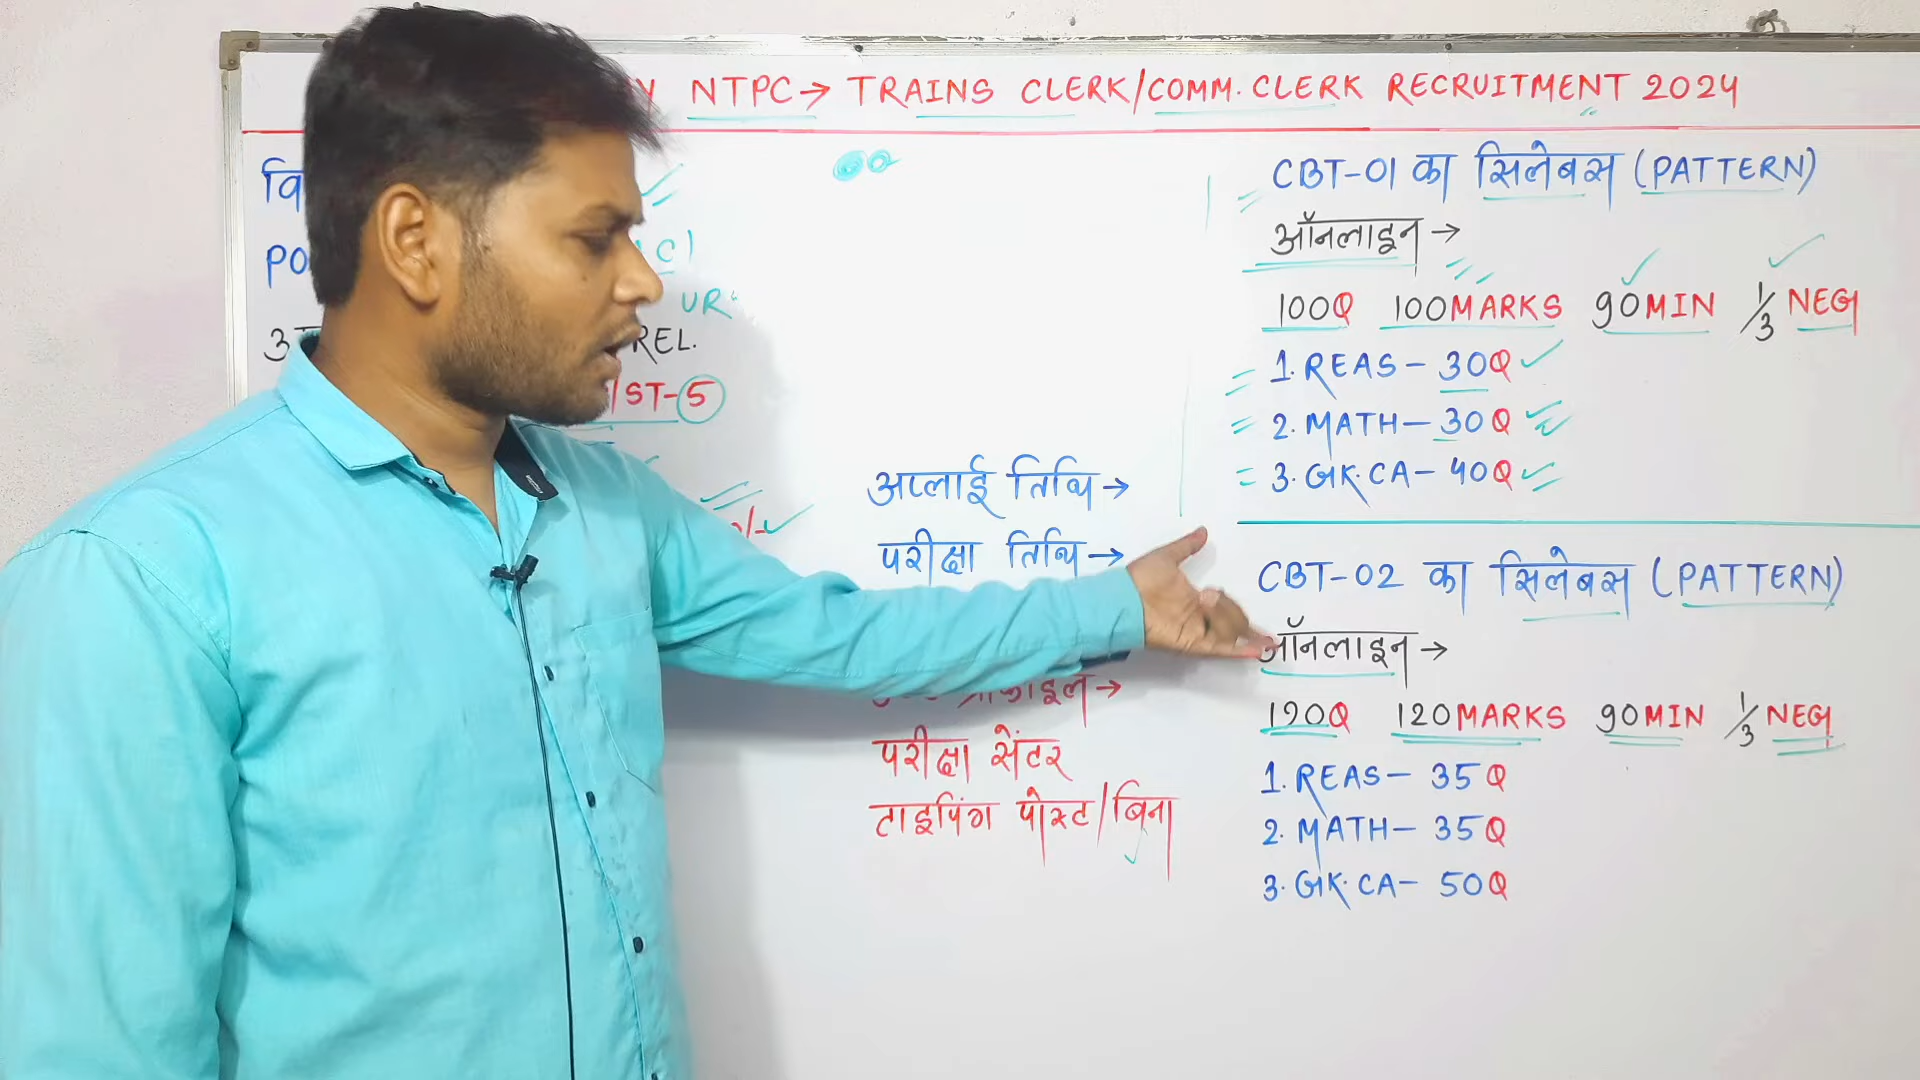 NTPC→ TRAINS CLERK/COMM. CLERK RECRUITMENT 2024
UR
REL.
/ST-5
अप्लाई तिथि→
परीक्षा तिथि→
परीक्षा सेंटर
टाइपिंग पोस्ट/बिना
CBT-01 का सिलेबस (PATTERN)
ऑनलाइन→
100Q 100MARKS 90MIN 1/3 NEG
1. REAS- 30Q
2. MATH- 30Q
3. GK.CA- 40Q
CBT-02 का सिलेबस (PATTERN)
ऑनलाइन→
120Q 120MARKS 90MIN 1/3 NEG
1. REAS- 35Q
2. MATH- 35Q
3. GK.CA- 50Q